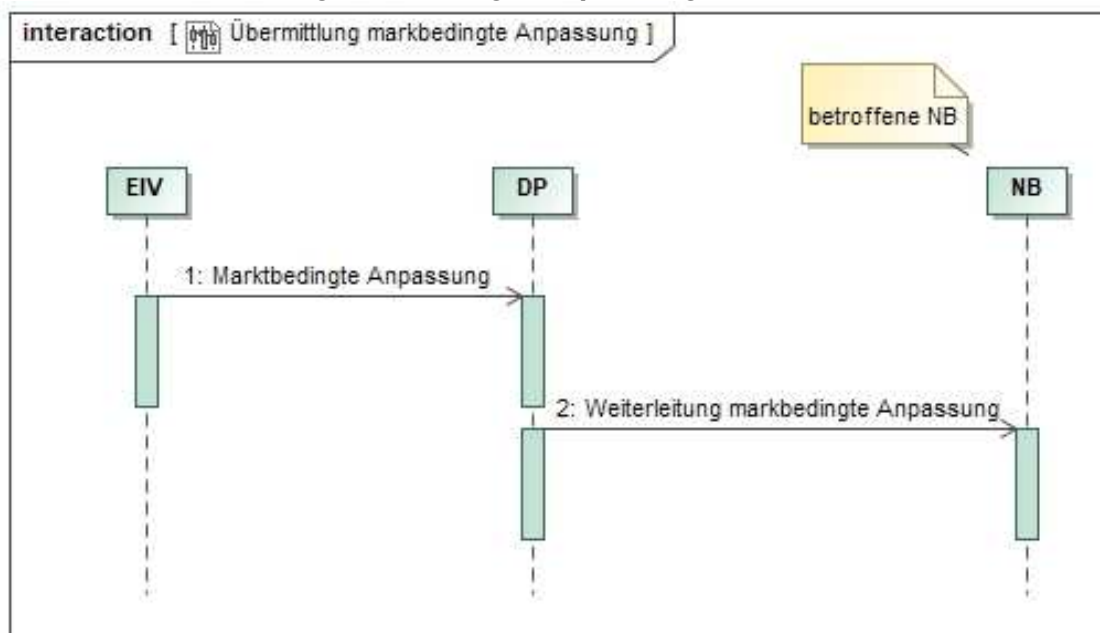 interaction [ Übermittlung markbedingte Anpassung ]
betroffene NB
EIV
DP
NB
1: Marktbedingte Anpassung
2: Weiterleitung markbedingte Anpassung